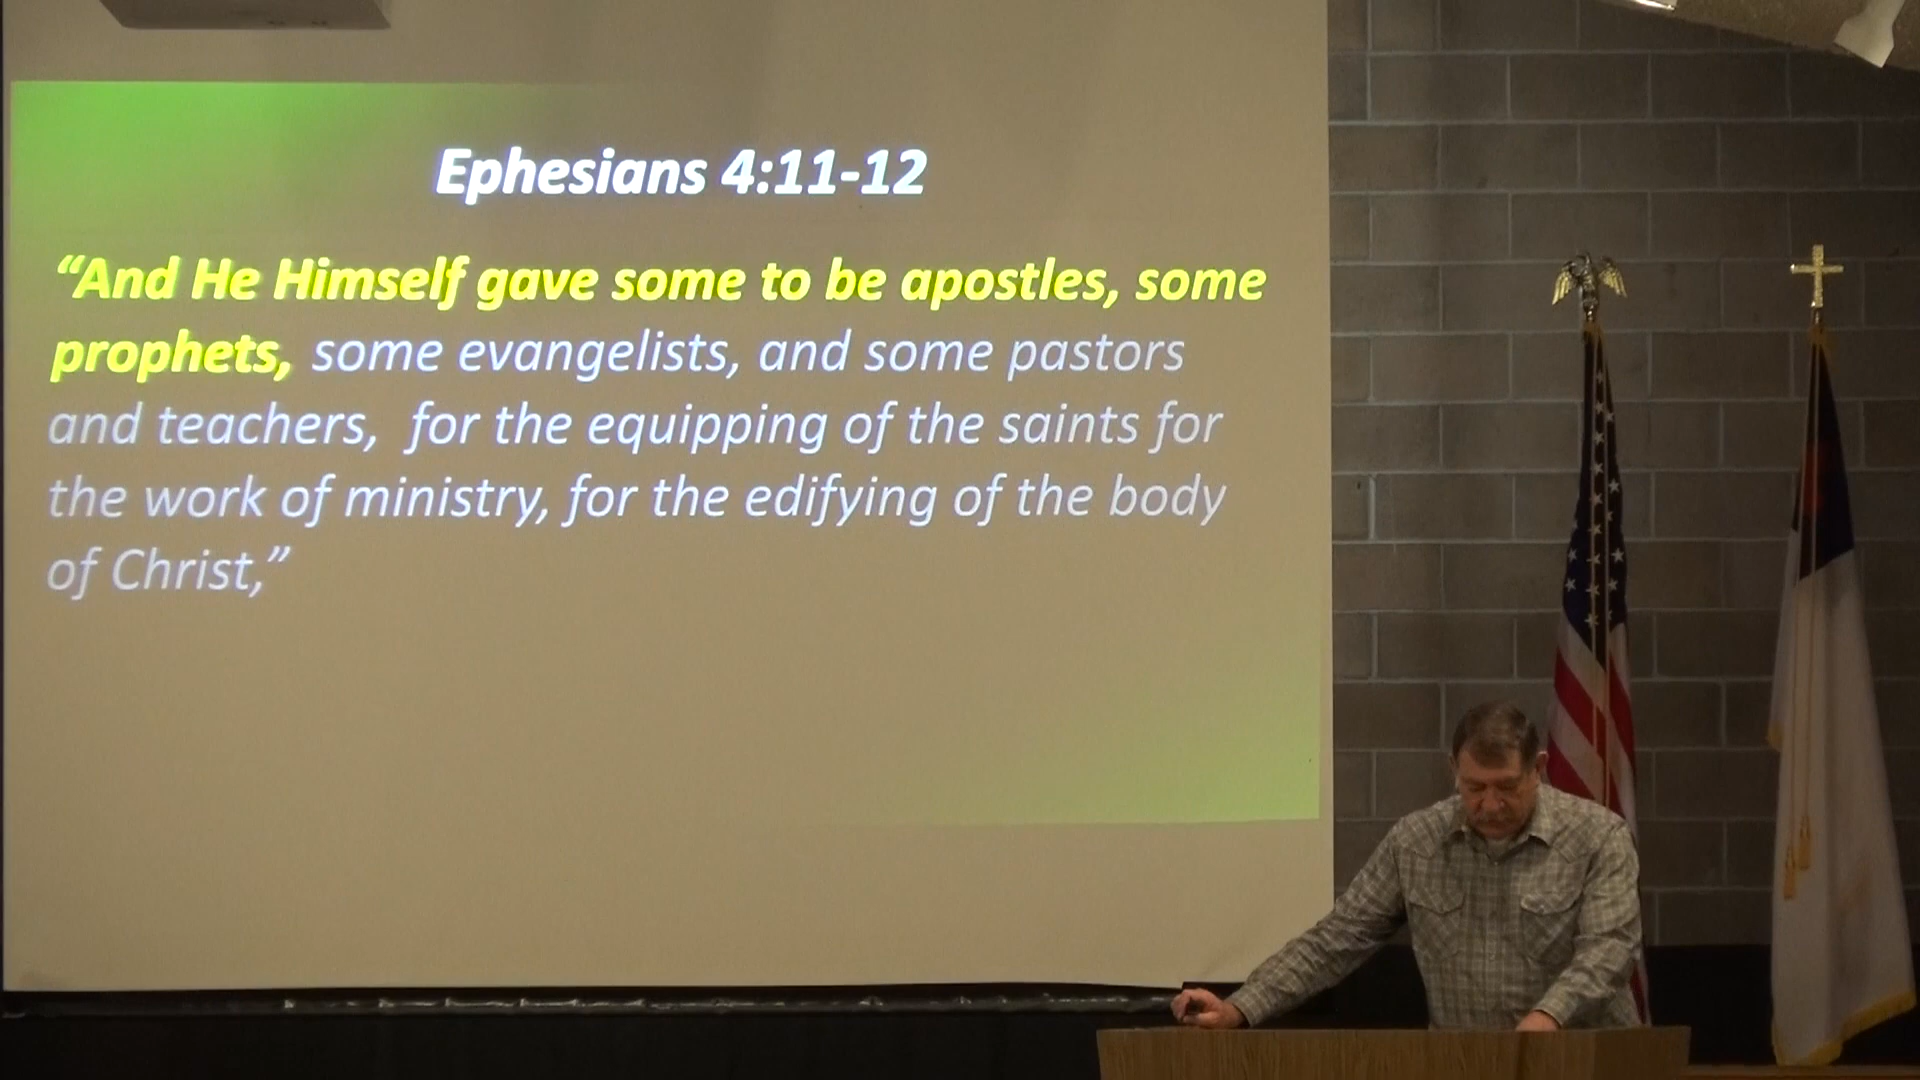 Ephesians 4:11-12
“And He Himself gave some to be apostles, some
prophets, some evangelists, and some pastors
and teachers,  for the equipping of the saints for
the work of ministry, for the edifying of the body
of Christ,”